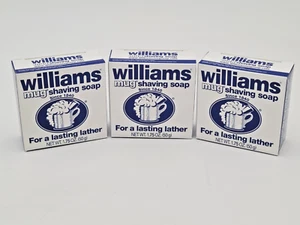 williams
mug shaving soap
SINCE 1840
For a lasting lather
NET WT. 1.75 OZ. (50 g)
williams
mug shaving soap
SINCE 1840
For a lasting lather
NET WT. 1.75 OZ. (50 g)
williams
mug shaving soap
SINCE 1840
For a lasting lather
NET WT. 1.75 OZ. (50 g)